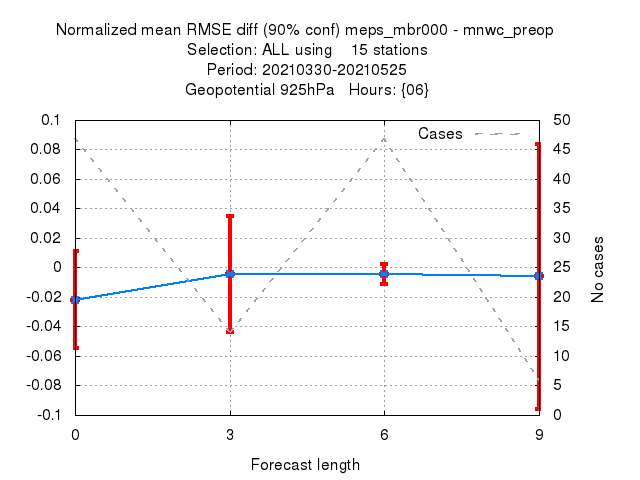 Normalized mean RMSE diff (90% conf) meps_mbr000 - mnwc_preop
Selection: ALL using 15 stations
Period: 20210330-20210525
Geopotential 925hPa Hours: {06}
Cases
0.1
0.08
0.06
0.04
0.02
0
-0.02
-0.04
-0.06
-0.08
-0.1
50
45
40
35
30
25
20
15
10
5
0
No cases
0 3 6 9
Forecast length